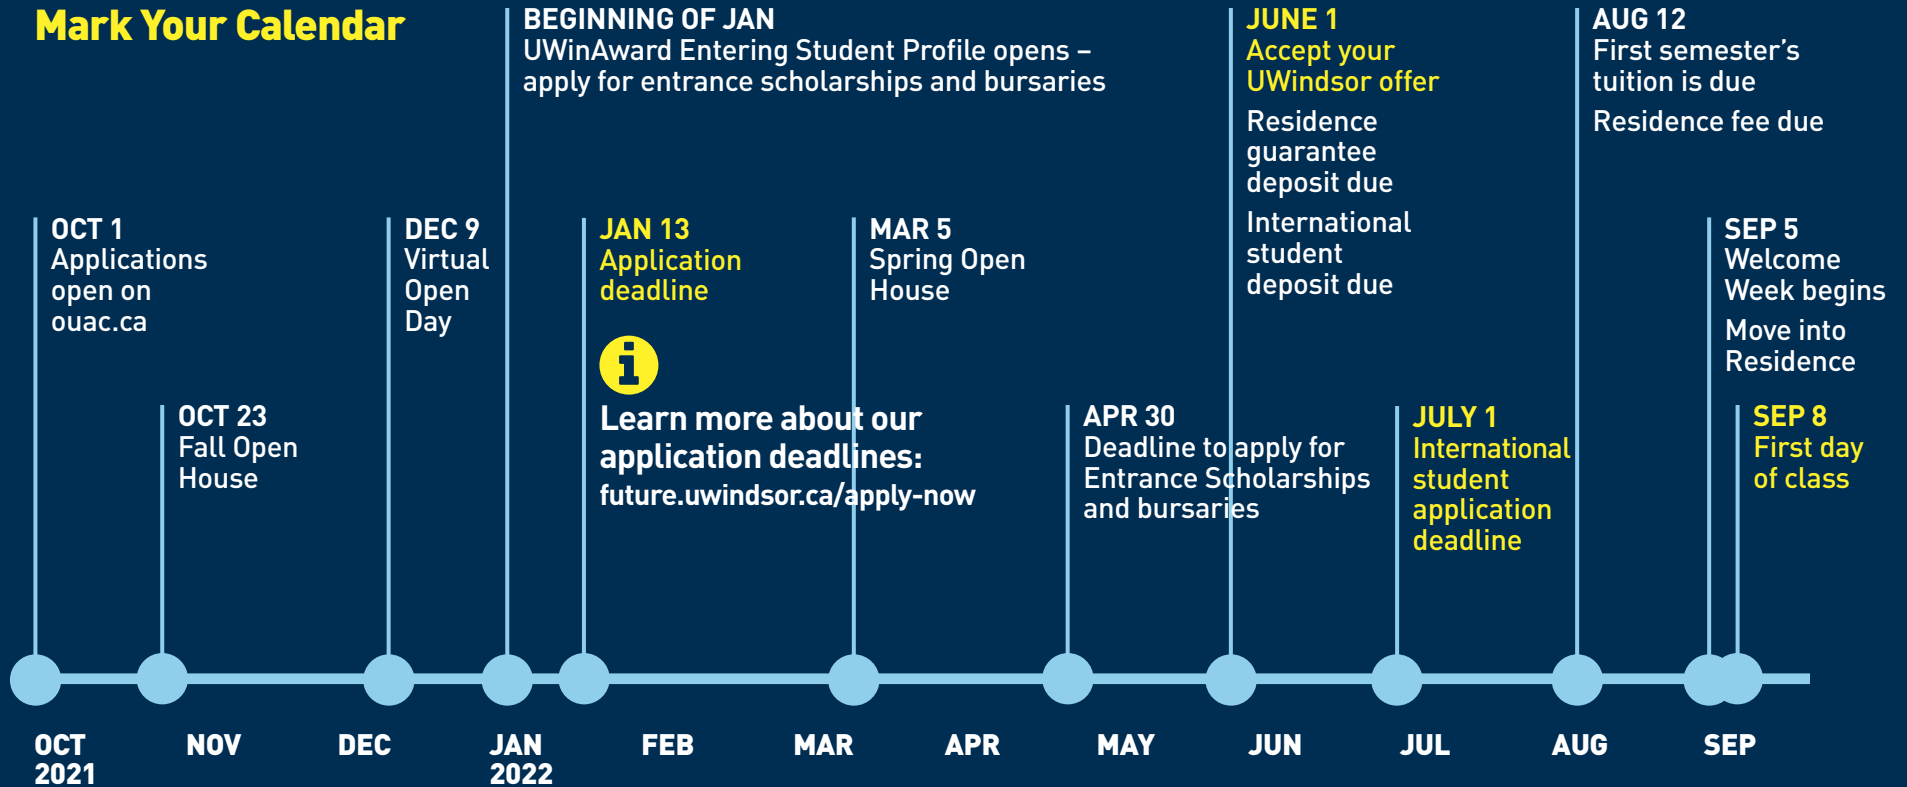 Mark Your Calendar
OCT 1
Applications
open on
ouac.ca
OCT 23
Fall Open
House
DEC 9
Virtual
Open
Day
BEGINNING OF JAN
UWinAward Entering Student Profile opens –
apply for entrance scholarships and bursaries
JAN 13
Application
deadline
i
Learn more about our
application deadlines:
future.uwindsor.ca/apply-now
MAR 5
Spring Open
House
APR 30
Deadline to apply for
Entrance Scholarships
and bursaries
JUNE 1
Accept your
UWindsor offer
Residence
guarantee
deposit due
International
student
deposit due
JULY 1
International
student
application
deadline
AUG 12
First semester's
tuition is due
Residence fee due
SEP 5
Welcome
Week begins
Move into
Residence
SEP 8
First day
of class
OCT NOV DEC JAN FEB MAR APR MAY JUN JUL AUG SEP
2021 2022